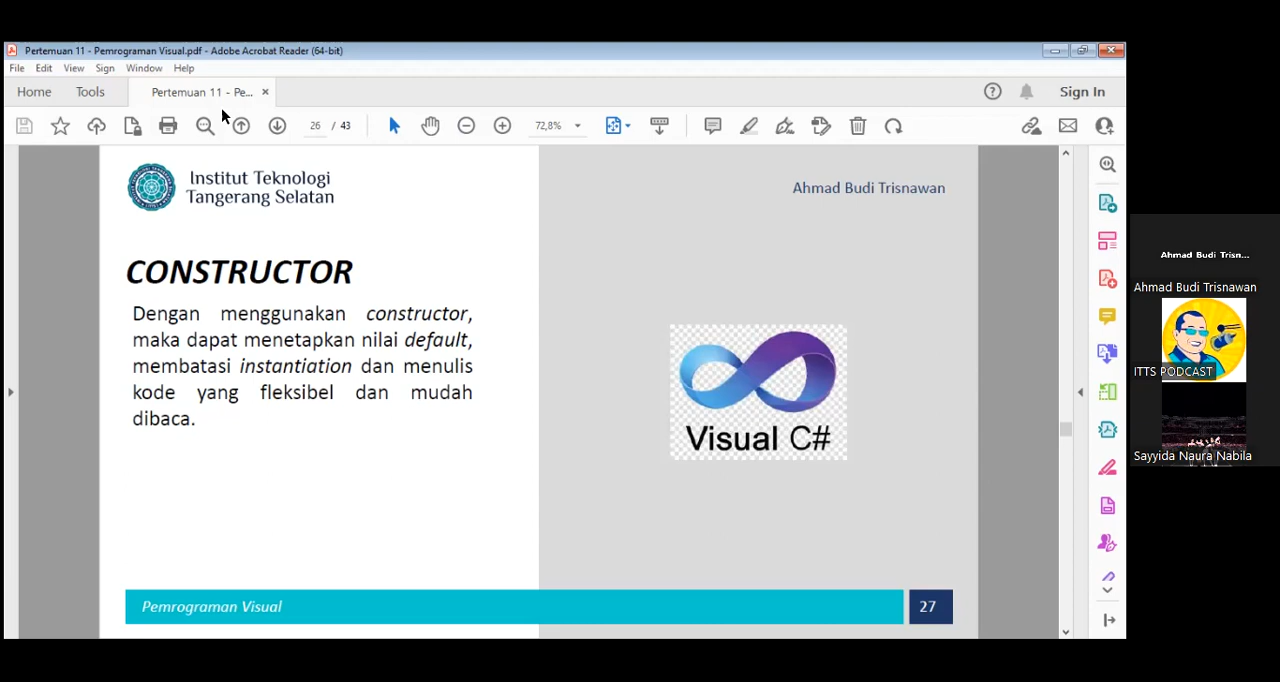 Pertemuan 11 - Pemrograman Visual.pdf - Adobe Acrobat Reader (64-bit)
File Edit View Sign Window Help
Home Tools Pertemuan 11 - Pe... × Sign In
26 / 43 72,8%
Institut Teknologi
Tangerang Selatan
Ahmad Budi Trisnawan
CONSTRUCTOR
Dengan menggunakan constructor,
maka dapat menetapkan nilai default,
membatasi instantiation dan menulis
kode yang fleksibel dan mudah
dibaca.
Visual C#
Pemrograman Visual
27
Ahmad Budi Trisn...
Ahmad Budi Trisnawan
ITTS PODCAST
Sayyida Naura Nabila